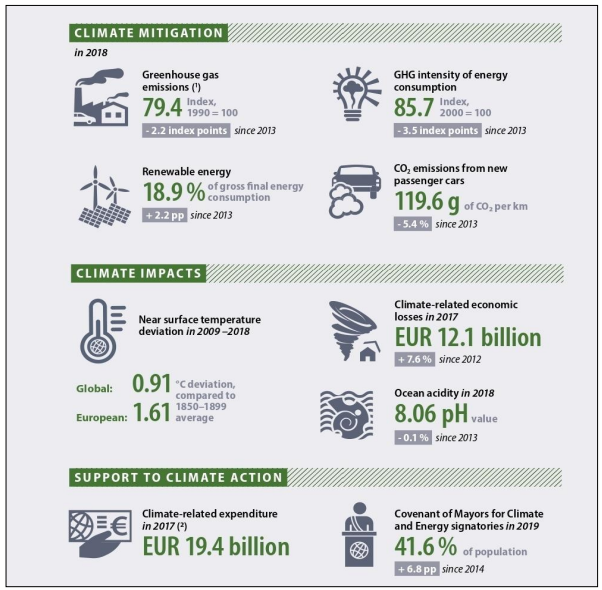 CLIMATE MITIGATION
in 2018
Greenhouse gas
emissions (¹)
79.4 Index,
1990 = 100
- 2.2 index points since 2013
GHG intensity of energy
consumption
85.7 Index,
2000 = 100
- 3.5 index points since 2013
Renewable energy
18.9 % of gross final energy
consumption
+ 2.2 pp since 2013
CO₂ emissions from new
passenger cars
119.6 g of CO₂ per km
- 5.4 % since 2013
CLIMATE IMPACTS
Near surface temperature
deviation in 2009 –2018
Global: 0.91
European: 1.61
°C deviation,
compared to
1850–1899
average
Climate-related economic
losses in 2017
EUR 12.1 billion
+ 7.6 % since 2012
Ocean acidity in 2018
8.06 pH value
- 0.1 % since 2013
SUPPORT TO CLIMATE ACTION
Climate-related expenditure
in 2017 (²)
EUR 19.4 billion
Covenant of Mayors for Climate
and Energy signatories in 2019
41.6 % of population
+ 6.8 pp since 2014